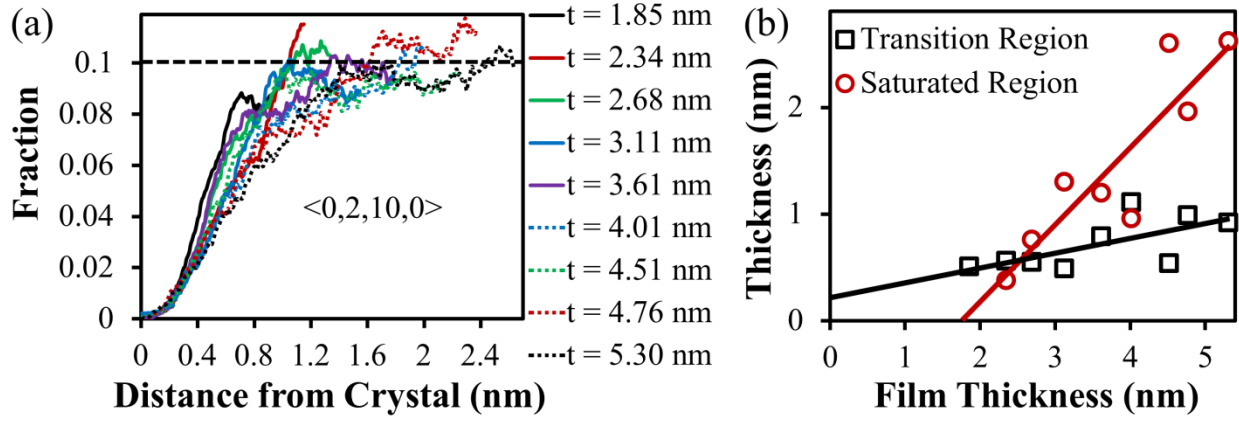 (a)
Fraction
0.1
0.08
0.06
0.04
0.02
0
0 0.4 0.8 1.2 1.6 2 2.4
Distance from Crystal (nm)
<0,2,10,0>
t = 1.85 nm
t = 2.34 nm
t = 2.68 nm
t = 3.11 nm
t = 3.61 nm
t = 4.01 nm
t = 4.51 nm
t = 4.76 nm
t = 5.30 nm
(b)
Thickness (nm)
Transition Region
Saturated Region
2
1
0
0 1 2 3 4 5
Film Thickness (nm)